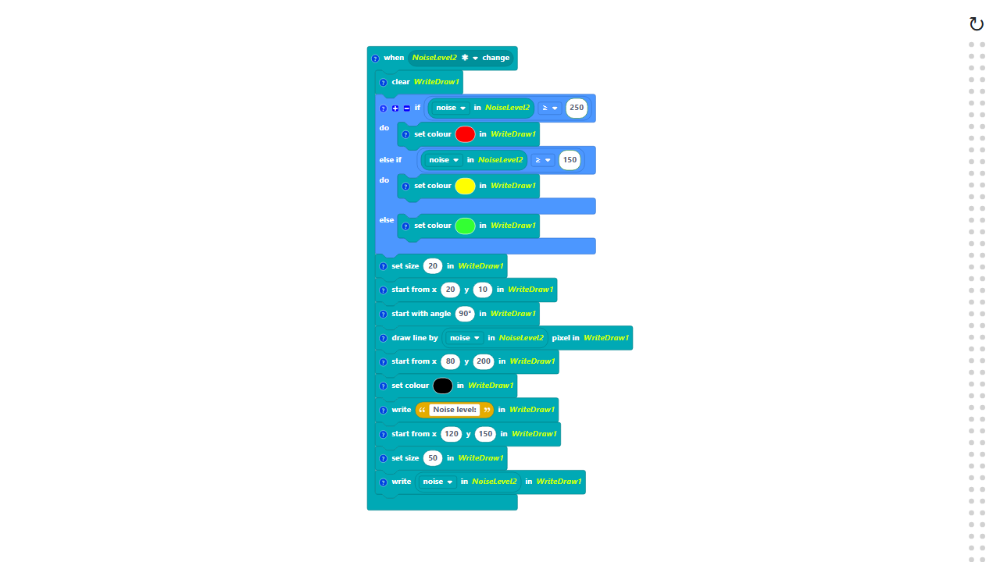 when NoiseLevel2 * change
clear WriteDraw1
if noise in NoiseLevel2 ≥ 250
do set colour in WriteDraw1
else if noise in NoiseLevel2 ≥ 150
do set colour in WriteDraw1
else set colour in WriteDraw1
set size 20 in WriteDraw1
start from x 20 y 10 in WriteDraw1
start with angle 90° in WriteDraw1
draw line by noise in NoiseLevel2 pixel in WriteDraw1
start from x 80 y 200 in WriteDraw1
set colour in WriteDraw1
write “ Noise level: ” in WriteDraw1
start from x 120 y 150 in WriteDraw1
set size 50 in WriteDraw1
write noise in NoiseLevel2 in WriteDraw1